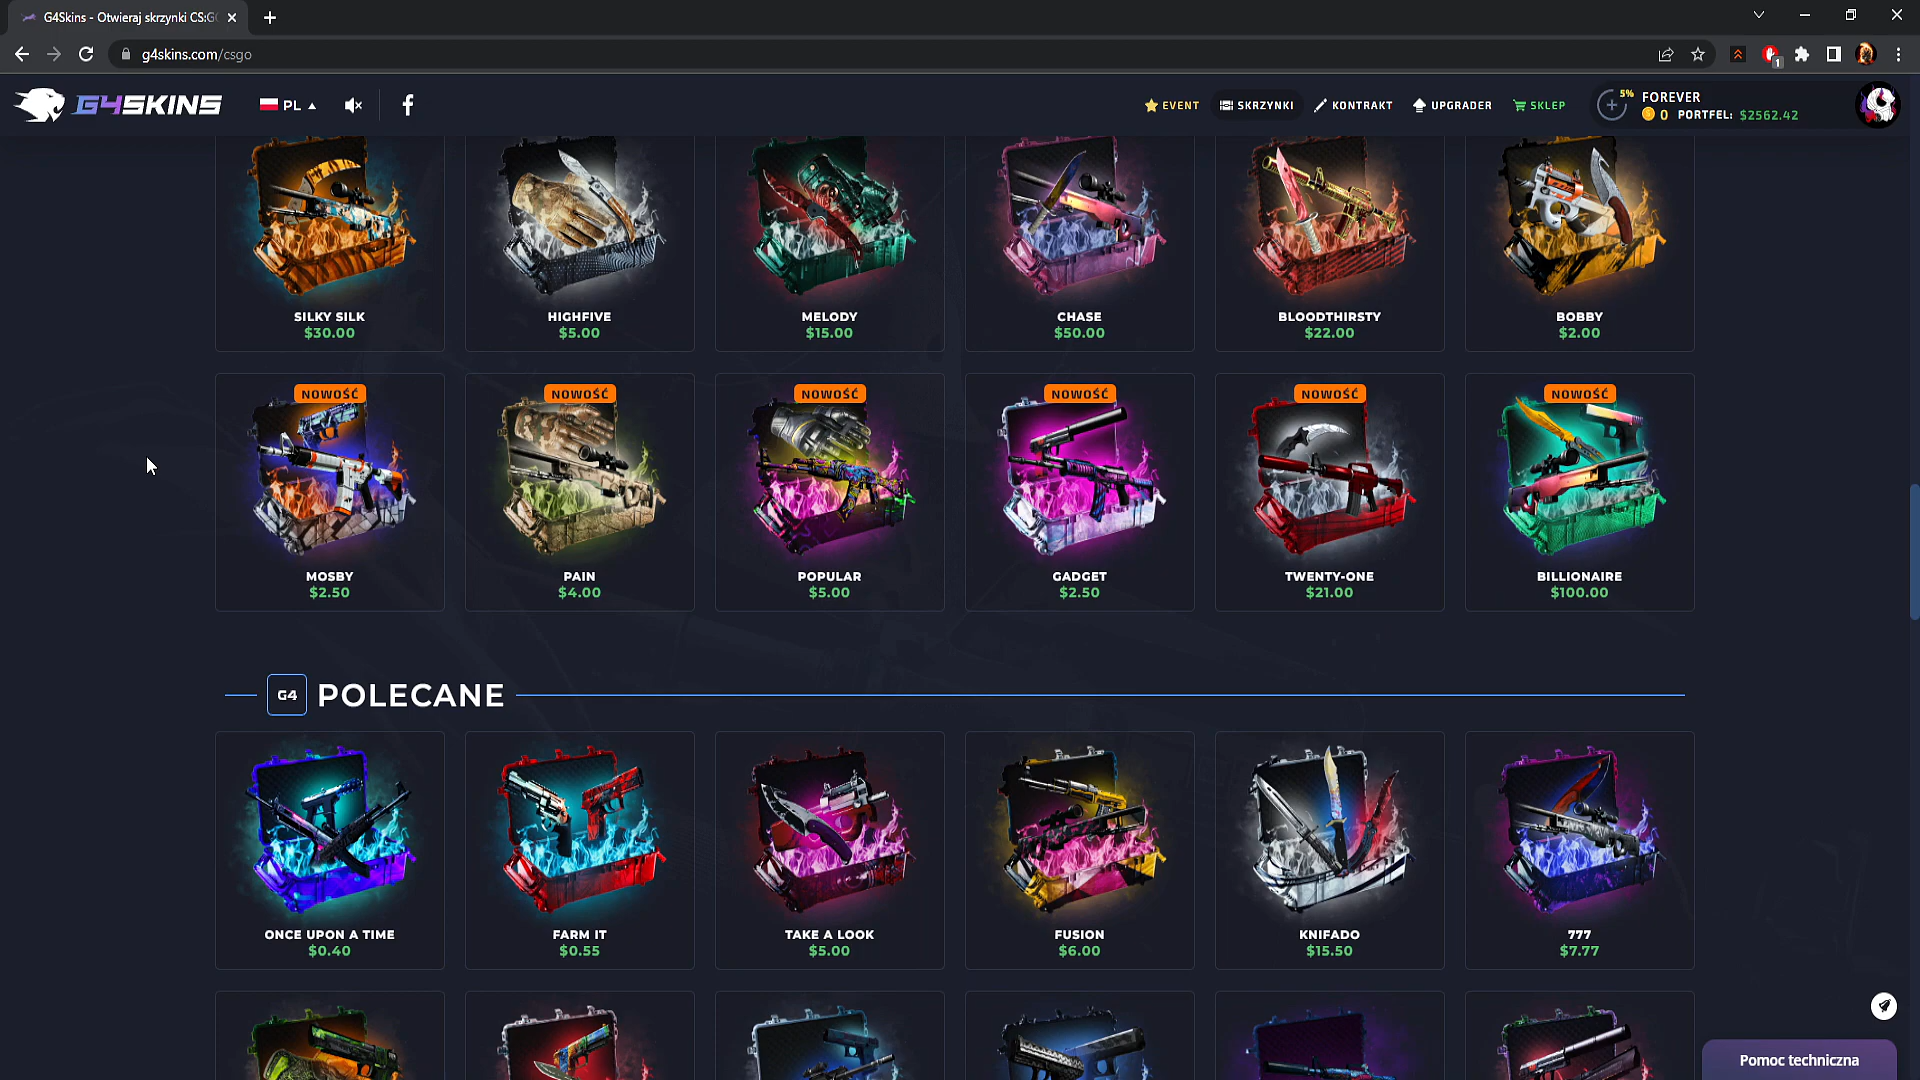 G4Skins - Otwieraj skrzynki CS:GO
g4skins.com/csgo
1
G4SKINS
PL
EVENT
SKRZYNKI
KONTRAKT
UPGRADER
SKLEP
5%
FOREVER
0 PORTFEL: $2562.42
SILKY SILK
$30.00
HIGHFIVE
$5.00
MELODY
$15.00
CHASE
$50.00
BLOODTHIRSTY
$22.00
BOBBY
$2.00
NOWOŚĆ
MOSBY
$2.50
NOWOŚĆ
PAIN
$4.00
NOWOŚĆ
POPULAR
$5.00
NOWOŚĆ
GADGET
$2.50
NOWOŚĆ
TWENTY-ONE
$21.00
NOWOŚĆ
BILLIONAIRE
$100.00
G4 POLECANE
ONCE UPON A TIME
$0.40
FARM IT
$0.55
TAKE A LOOK
$5.00
FUSION
$6.00
KNIFADO
$15.50
777
$7.77
Pomoc techniczna